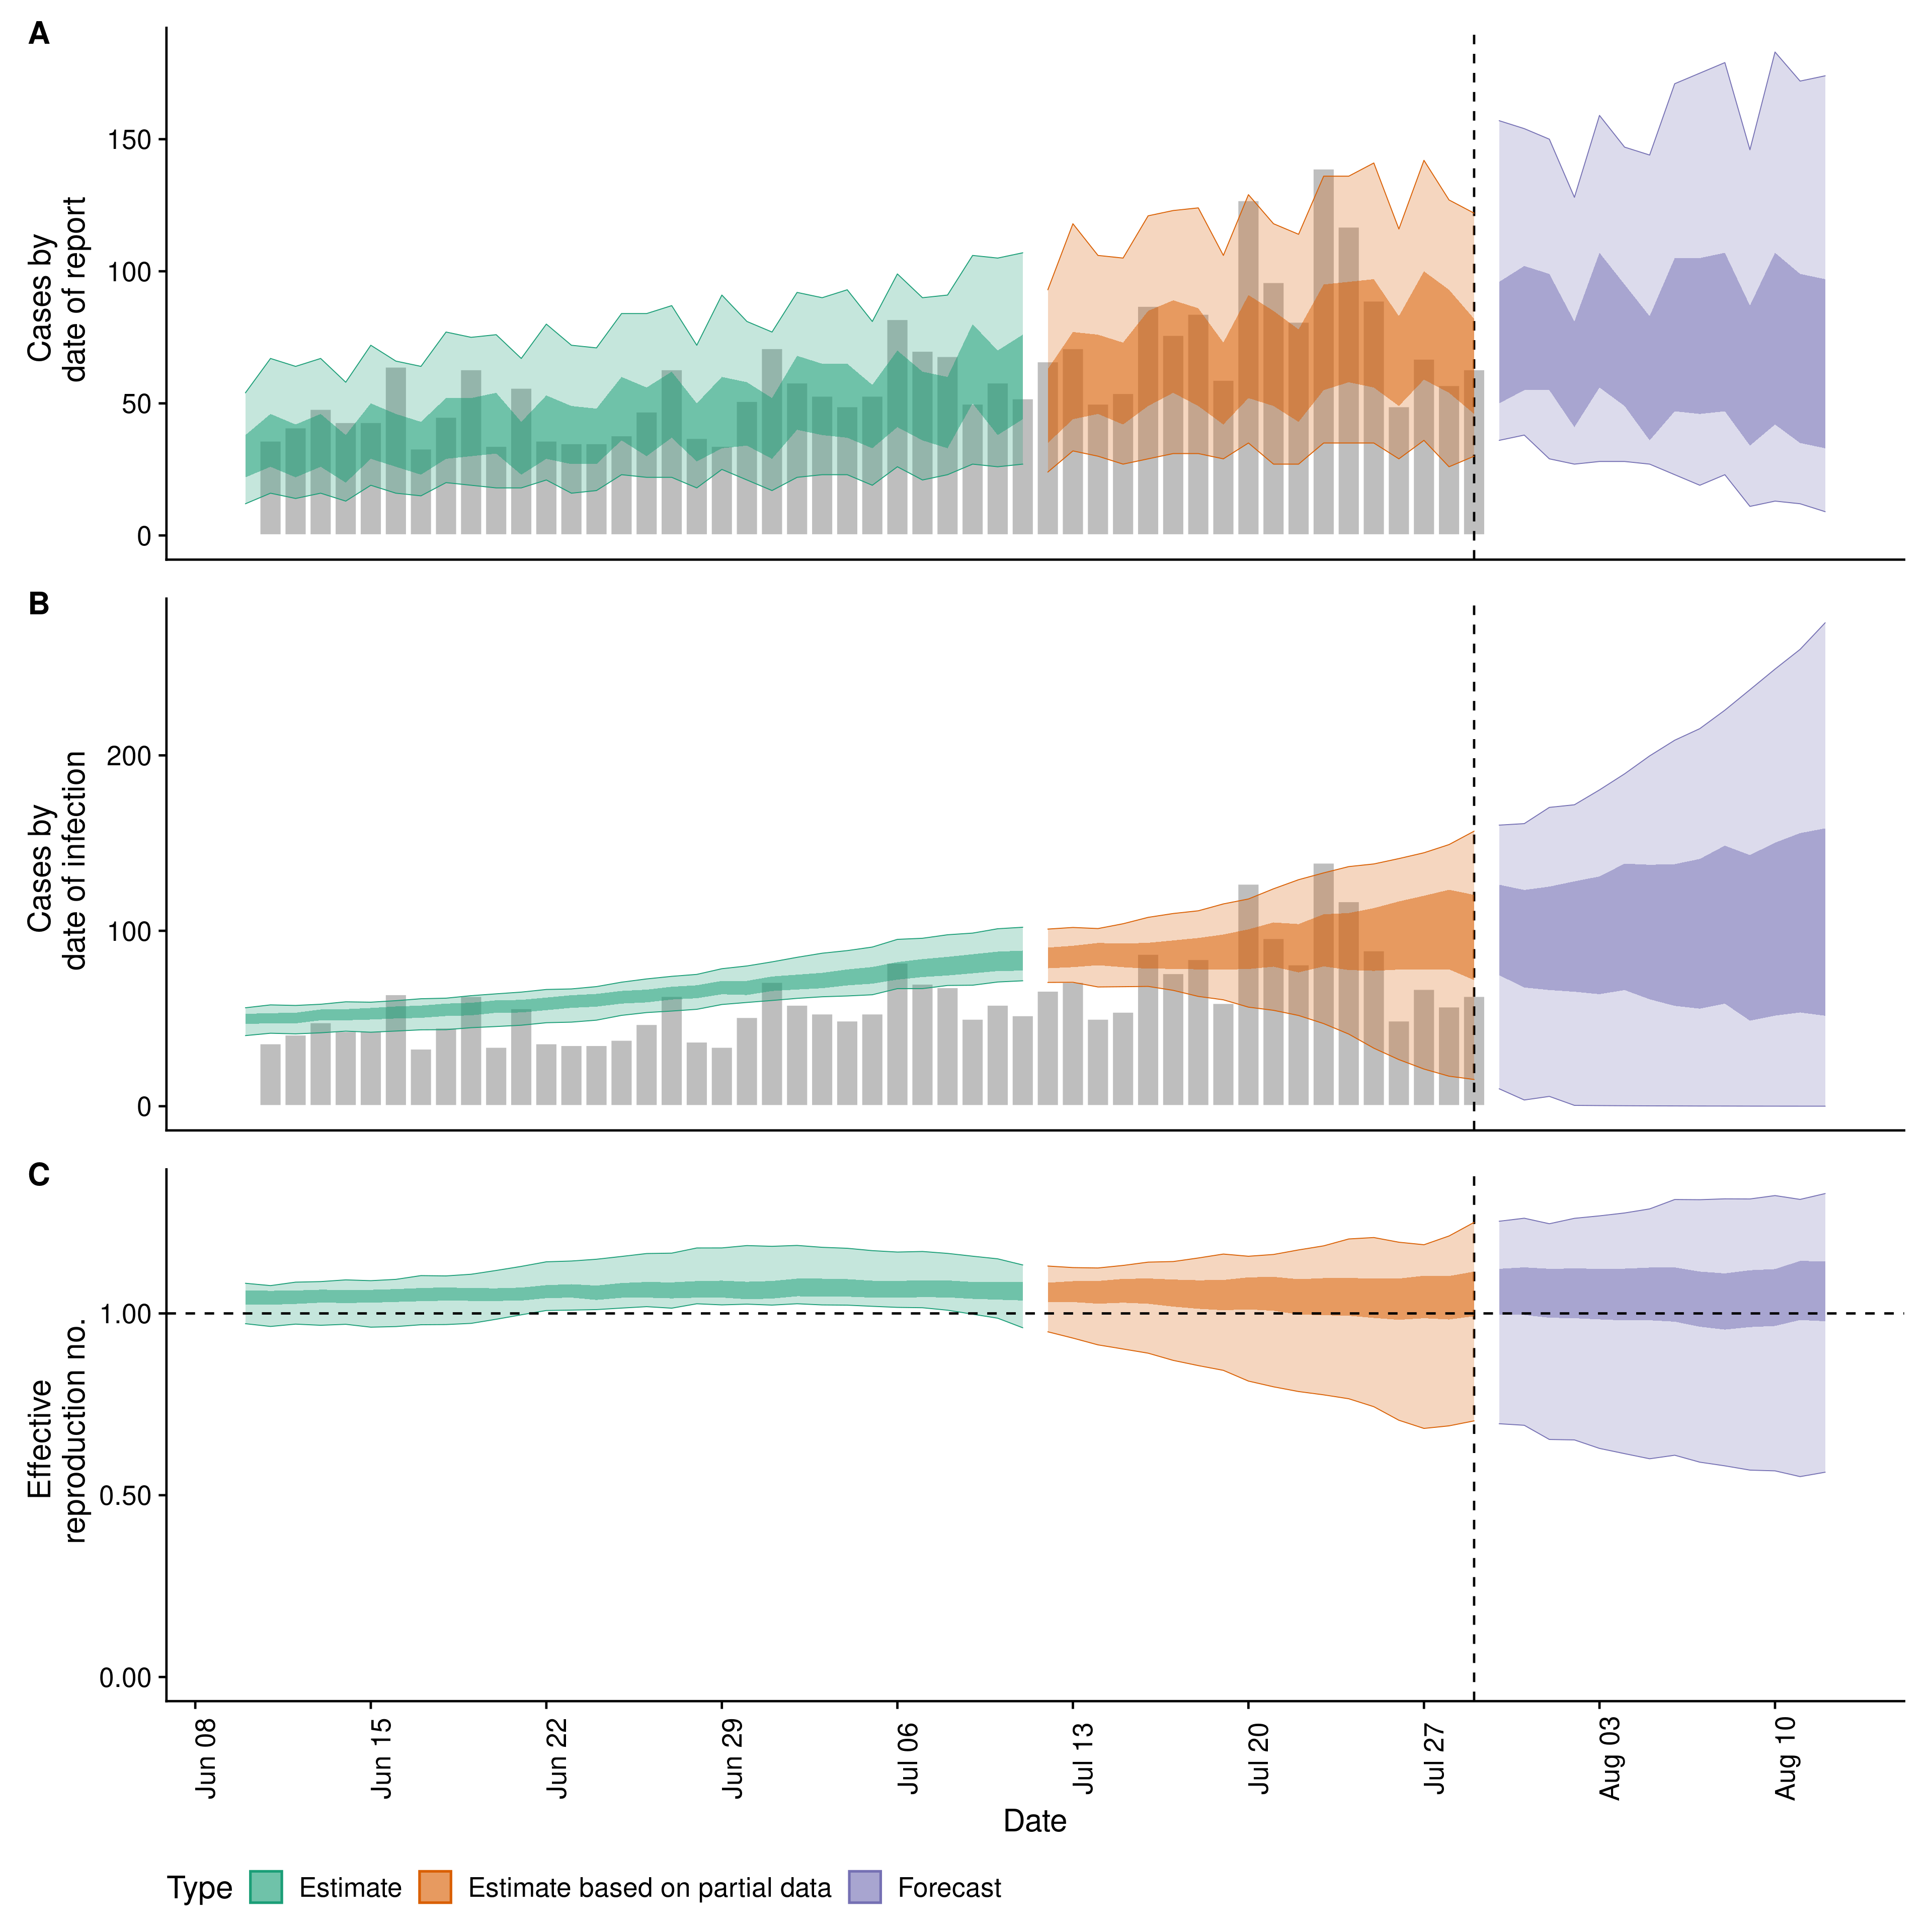 A
Cases by
date of report
150
100
50
0
B
Cases by
date of infection
200
100
0
C
Effective
reproduction no.
1.00
0.50
0.00
Jun 08
Jun 15
Jun 22
Jun 29
Jul 06
Jul 13
Jul 20
Jul 27
Aug 03
Aug 10
Date
Type Estimate Estimate based on partial data Forecast